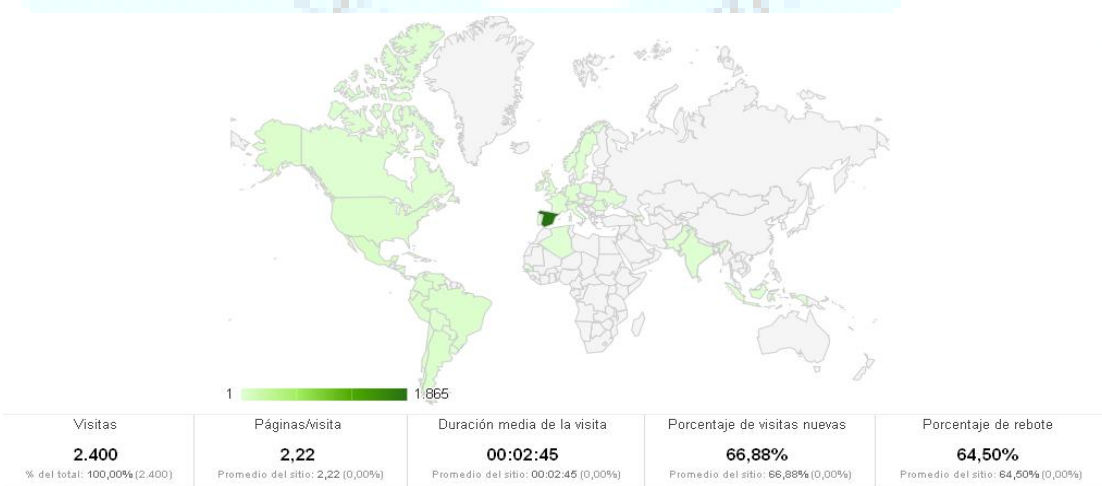 1 1.865
Visitas
2.400
% del total: 100,00% (2.400)
Páginas/visita
2,22
Promedio del sitio: 2,22 (0,00%)
Duración media de la visita
00:02:45
Promedio del sitio: 00:02:45 (0,00%)
Porcentaje de visitas nuevas
66,88%
Promedio del sitio: 66,88% (0,00%)
Porcentaje de rebote
64,50%
Promedio del sitio: 64,50% (0,00%)